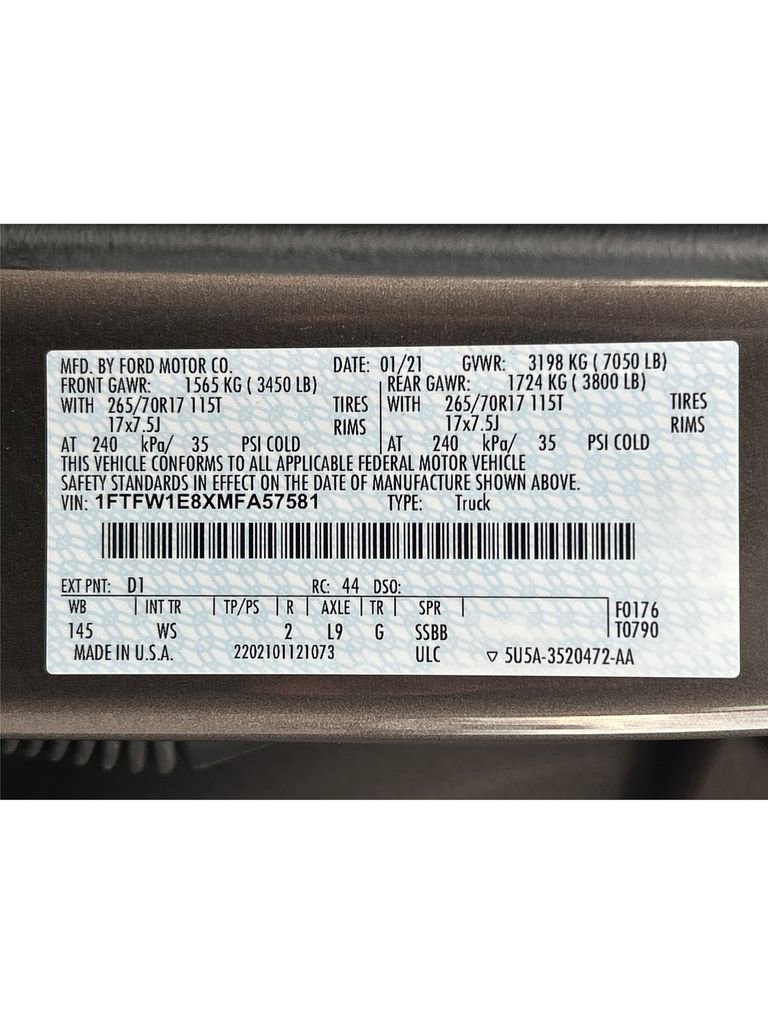 MFD. BY FORD MOTOR CO. DATE: 01/21 GVWR: 3198 KG ( 7050 LB)
FRONT GAWR: 1565 KG ( 3450 LB) REAR GAWR: 1724 KG ( 3800 LB)
WITH 265/70R17 115T TIRES WITH 265/70R17 115T TIRES
17x7.5J RIMS 17x7.5J RIMS
AT 240 kPa/ 35 PSI COLD AT 240 kPa/ 35 PSI COLD
THIS VEHICLE CONFORMS TO ALL APPLICABLE FEDERAL MOTOR VEHICLE
SAFETY STANDARDS IN EFFECT ON THE DATE OF MANUFACTURE SHOWN ABOVE.
VIN: 1FTFW1E8XMFA57581 TYPE: Truck
EXT PNT: D1 RC: 44 DSO:
WB INT TR TP/PS R AXLE TR SPR F0176
145 WS 2 L9 G SSBB T0790
MADE IN U.S.A. 2202101121073 ULC ▽ 5U5A-3520472-AA